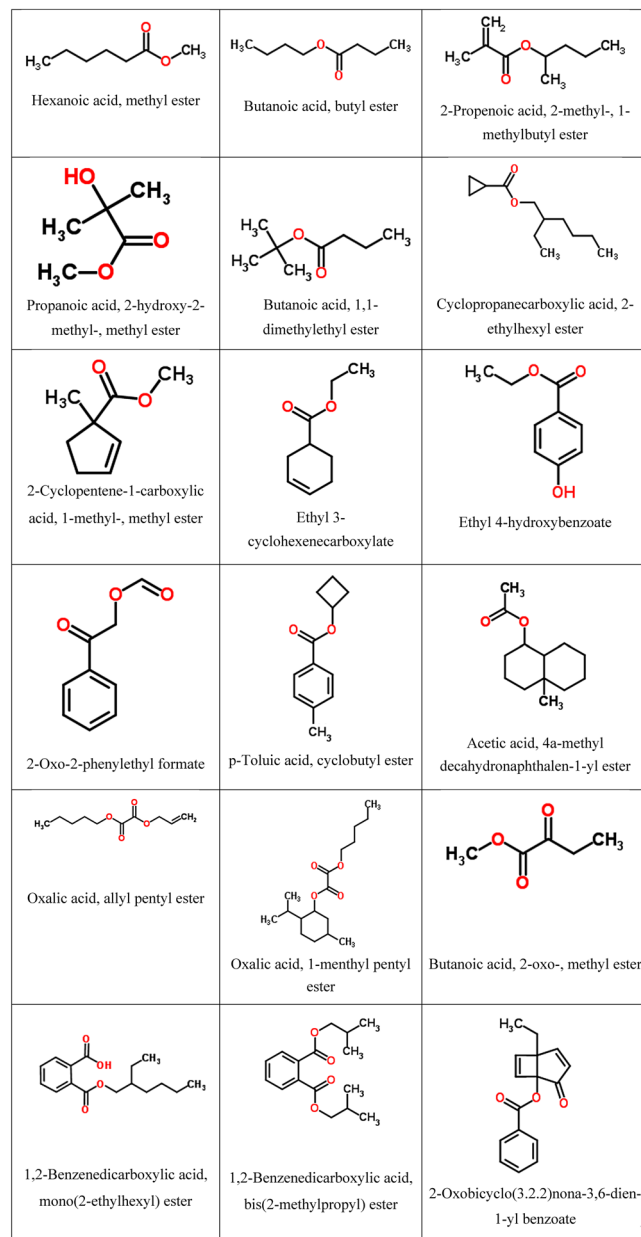 O
CH₃
H₃C
O
Hexanoic acid, methyl ester
H₃C
O
CH₃
O
Butanoic acid, butyl ester
CH₂
H₃C
O
CH₃
O
CH₃
2-Propenoic acid, 2-methyl-, 1-
methylbutyl ester
HO
CH₃
H₃C
O
H₃C
O
Propanoic acid, 2-hydroxy-2-
methyl-, methyl ester
H₃C
O
CH₃
H₃C
CH₃
O
Butanoic acid, 1,1-
dimethylethyl ester
O
O
CH₃
CH₃
Cyclopropanecarboxylic acid, 2-
ethylhexyl ester
O
CH₃
H₃C
O
2-Cyclopentene-1-carboxylic
acid, 1-methyl-, methyl ester
CH₃
O
O
Ethyl 3-
cyclohexenecarboxylate
H₃C
O
O
OH
Ethyl 4-hydroxybenzoate
O
O
O
2-Oxo-2-phenylethyl formate
O
O
CH₃
p-Toluic acid, cyclobutyl ester
CH₃
O
O
CH₃
Acetic acid, 4a-methyl
decahydronaphthalen-1-yl ester
H₃C
O
O
O
O
CH₂
Oxalic acid, allyl pentyl ester
CH₃
O
O
O
O
CH₃
H₃C
CH₃
Oxalic acid, 1-menthyl pentyl
ester
O
H₃C
O
CH₃
O
Butanoic acid, 2-oxo-, methyl ester
O
OH
CH₃
O
CH₃
O
1,2-Benzenedicarboxylic acid,
mono(2-ethylhexyl) ester
O
CH₃
CH₃
O
O
CH₃
O
CH₃
1,2-Benzenedicarboxylic acid,
bis(2-methylpropyl) ester
H₃C
O
O
O
2-Oxobicyclo(3.2.2)nona-3,6-dien-
1-yl benzoate